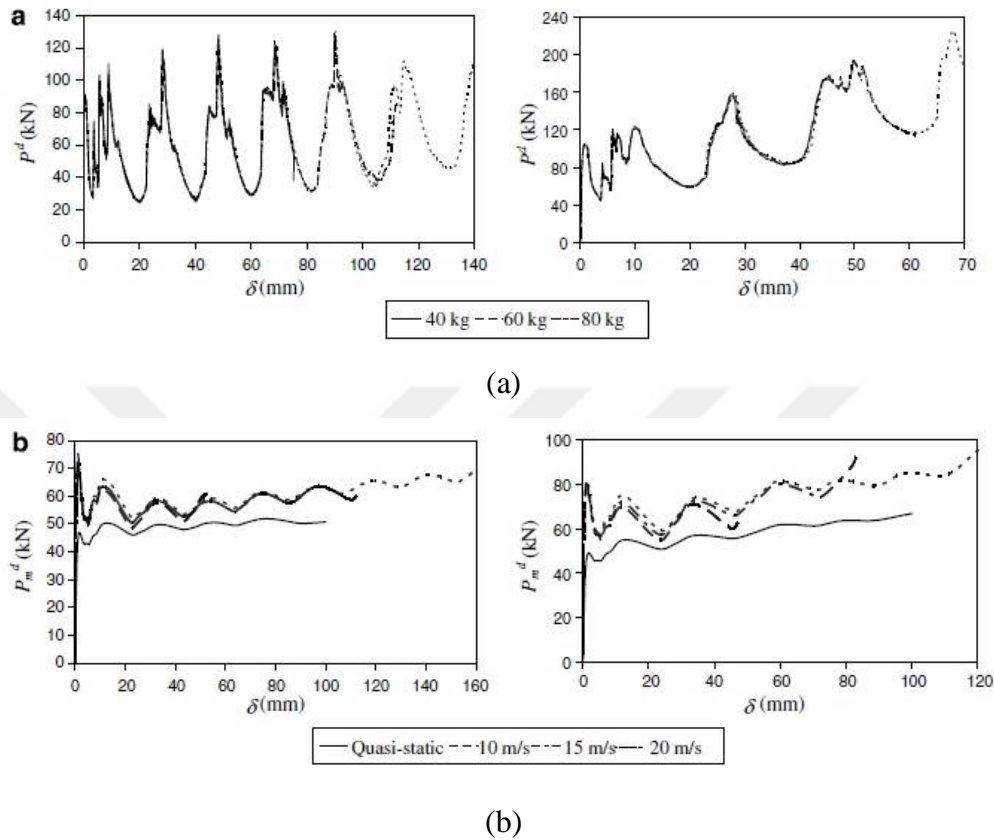 a
140
120
100
80
60
40
20
0
P^d (kN)
0 20 40 60 80 100 120 140
δ (mm)
240
200
160
120
80
40
0
P^d (kN)
0 10 20 30 40 50 60 70
δ (mm)
40 kg 60 kg 80 kg
(a)
b
80
70
60
50
40
30
20
10
0
P_m^d (kN)
0 20 40 60 80 100 120 140 160
δ (mm)
100
80
60
40
20
0
P_m^d (kN)
0 20 40 60 80 100 120
δ (mm)
Quasi-static 10 m/s 15 m/s 20 m/s
(b)